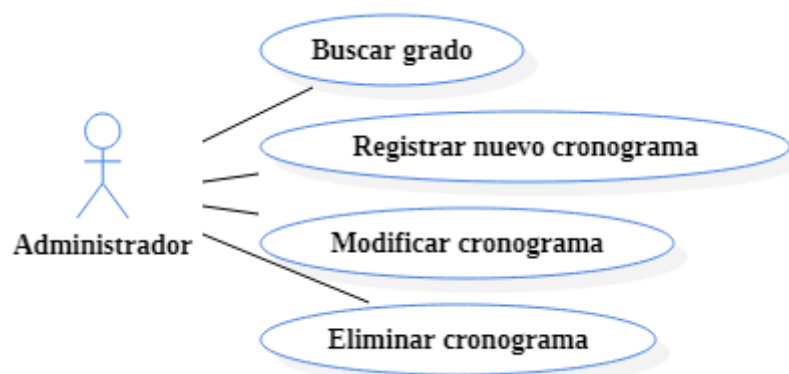 Buscar grado
Registrar nuevo cronograma
Administrador
Modificar cronograma
Eliminar cronograma